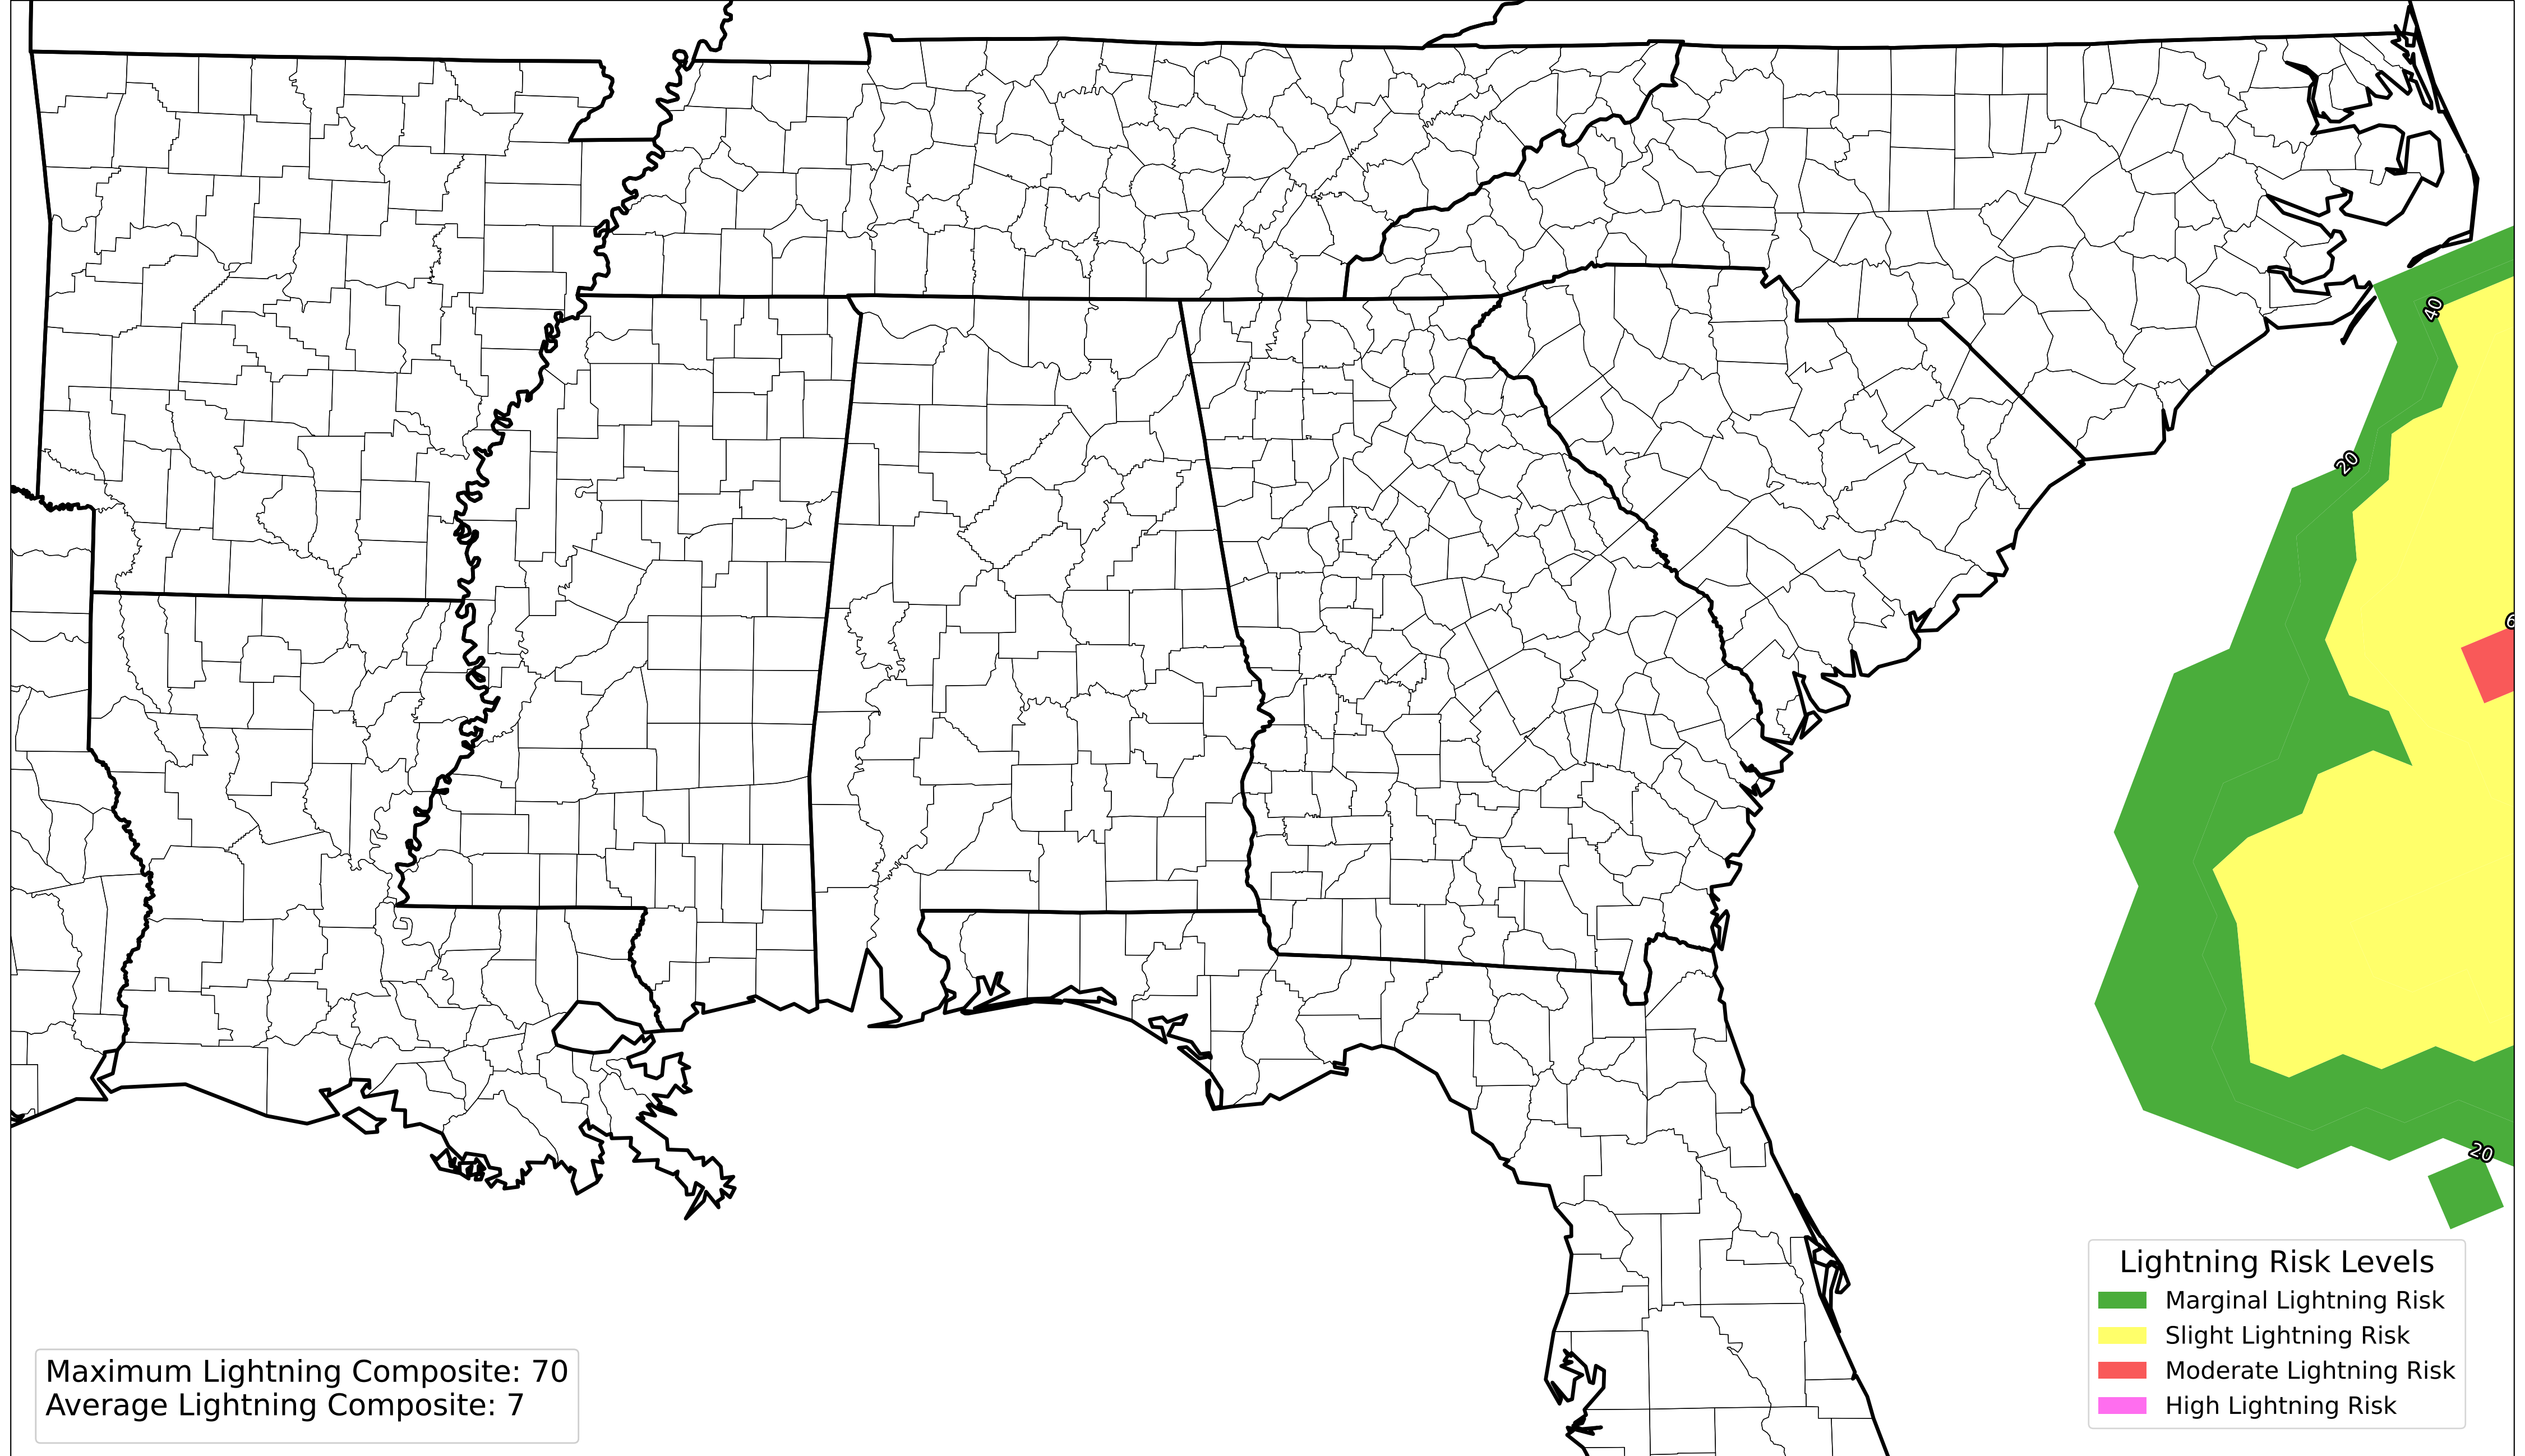 40
20
20
Lightning Risk Levels
Marginal Lightning Risk
Slight Lightning Risk
Moderate Lightning Risk
High Lightning Risk
Maximum Lightning Composite: 70
Average Lightning Composite: 7